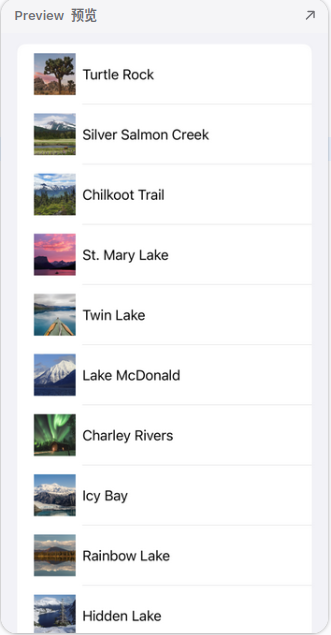 Preview 预览
Turtle Rock
Silver Salmon Creek
Chilkoot Trail
St. Mary Lake
Twin Lake
Lake McDonald
Charley Rivers
Icy Bay
Rainbow Lake
Hidden Lake